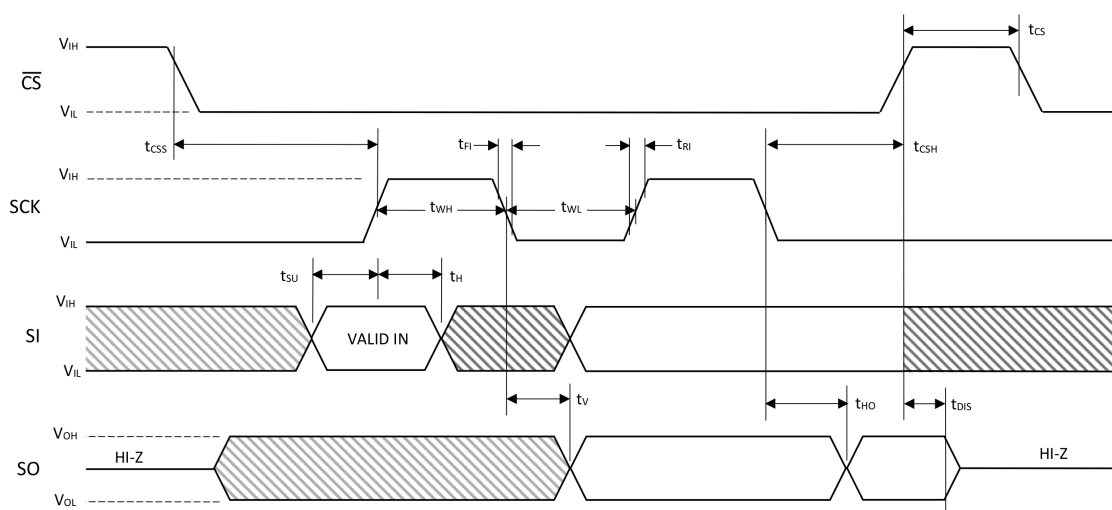 VIH
tCS
CS
VIL
tCSS
tFI
tRI
tCSH
VIH
SCK
tWH
tWL
VIL
tSU
tH
VIH
SI
VALID IN
VIL
tV
tHO
tDIS
VOH
SO
HI-Z
HI-Z
VOL